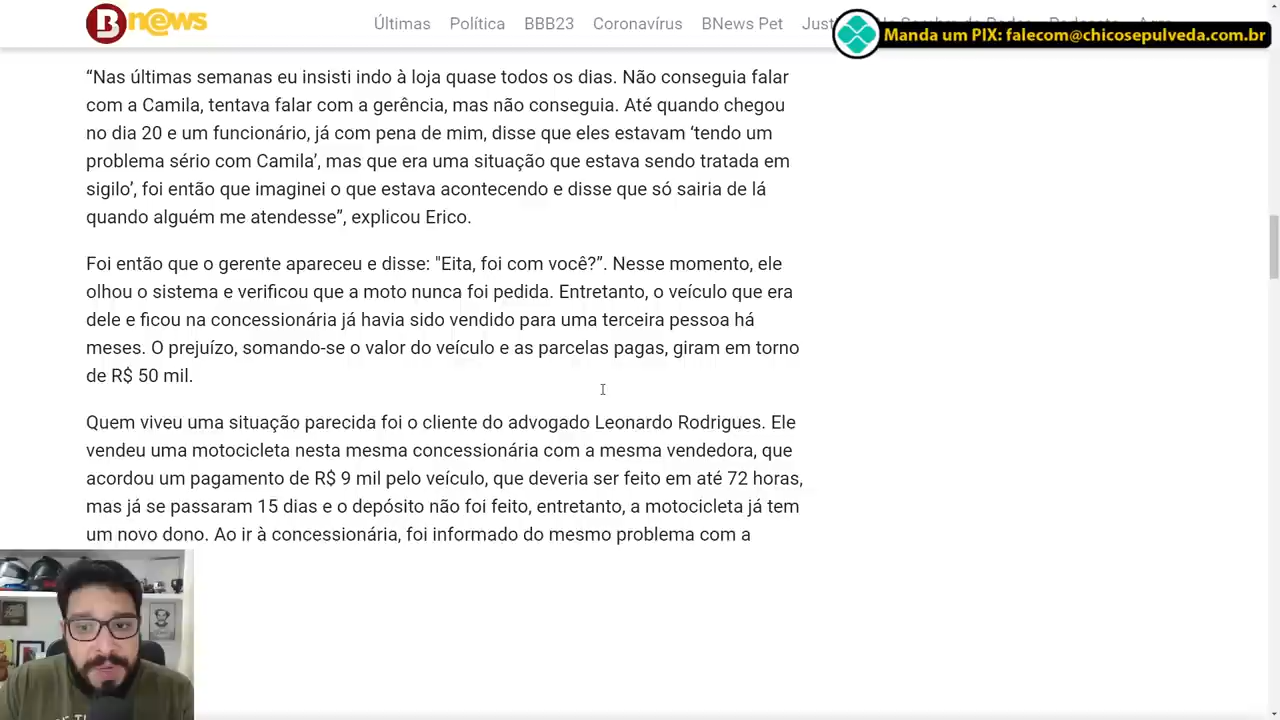 B n@ws
Últimas Política BBB23 Coronavírus BNews Pet
Manda um PIX: falecom@chicosepulveda.com.br
“Nas últimas semanas eu insisti indo à loja quase todos os dias. Não conseguia falar
com a Camila, tentava falar com a gerência, mas não conseguia. Até quando chegou
no dia 20 e um funcionário, já com pena de mim, disse que eles estavam ‘tendo um
problema sério com Camila’, mas que era uma situação que estava sendo tratada em
sigilo’, foi então que imaginei o que estava acontecendo e disse que só sairia de lá
quando alguém me atendesse”, explicou Erico.
Foi então que o gerente apareceu e disse: "Eita, foi com você?”. Nesse momento, ele
olhou o sistema e verificou que a moto nunca foi pedida. Entretanto, o veículo que era
dele e ficou na concessionária já havia sido vendido para uma terceira pessoa há
meses. O prejuízo, somando-se o valor do veículo e as parcelas pagas, giram em torno
de R$ 50 mil.
Quem viveu uma situação parecida foi o cliente do advogado Leonardo Rodrigues. Ele
vendeu uma motocicleta nesta mesma concessionária com a mesma vendedora, que
acordou um pagamento de R$ 9 mil pelo veículo, que deveria ser feito em até 72 horas,
mas já se passaram 15 dias e o depósito não foi feito, entretanto, a motocicleta já tem
um novo dono. Ao ir à concessionária, foi informado do mesmo problema com a